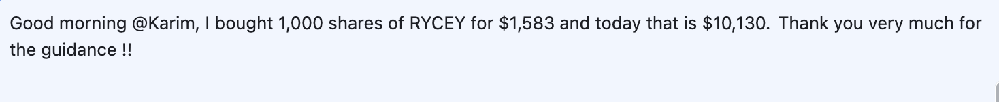 Good morning @Karim, I bought 1,000 shares of RYCEY for $1,583 and today that is $10,130. Thank you very much for
the guidance !!